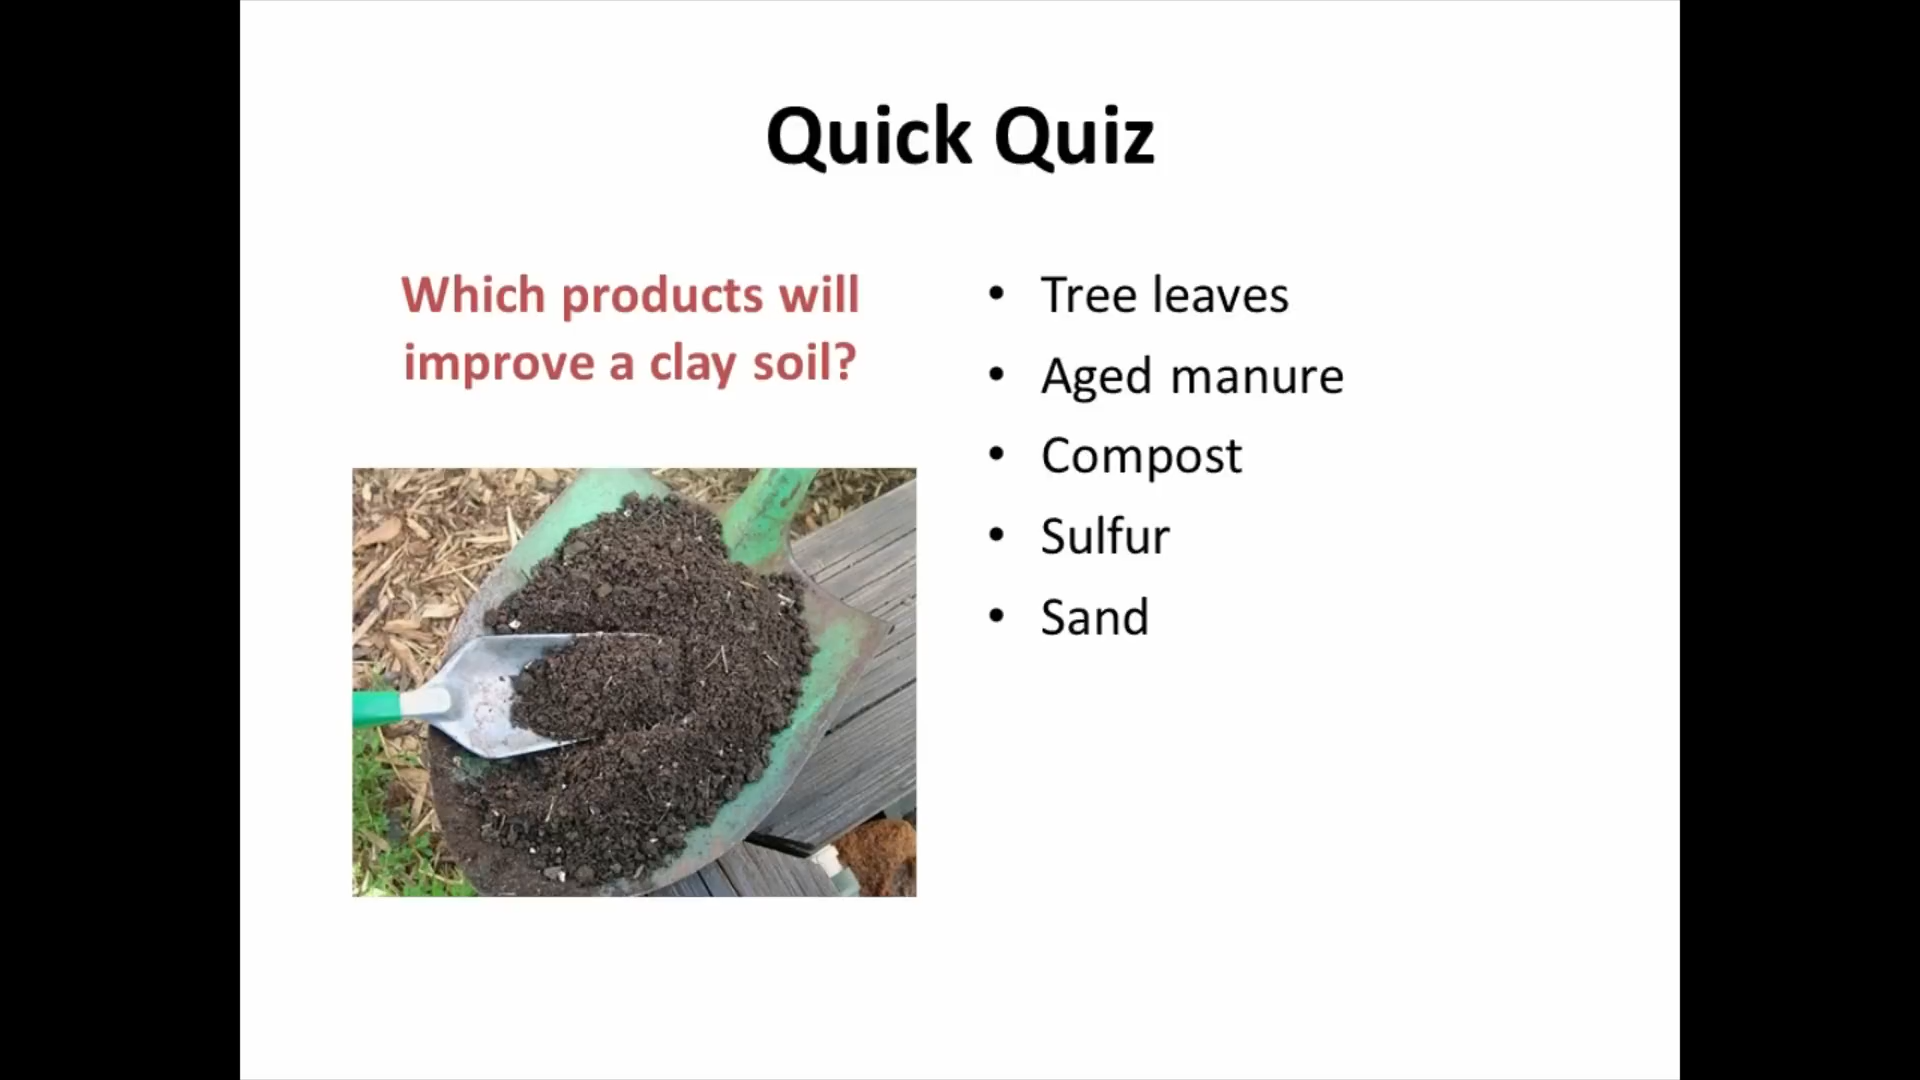 Quick Quiz
Which products will
improve a clay soil?
• Tree leaves
• Aged manure
• Compost
• Sulfur
• Sand